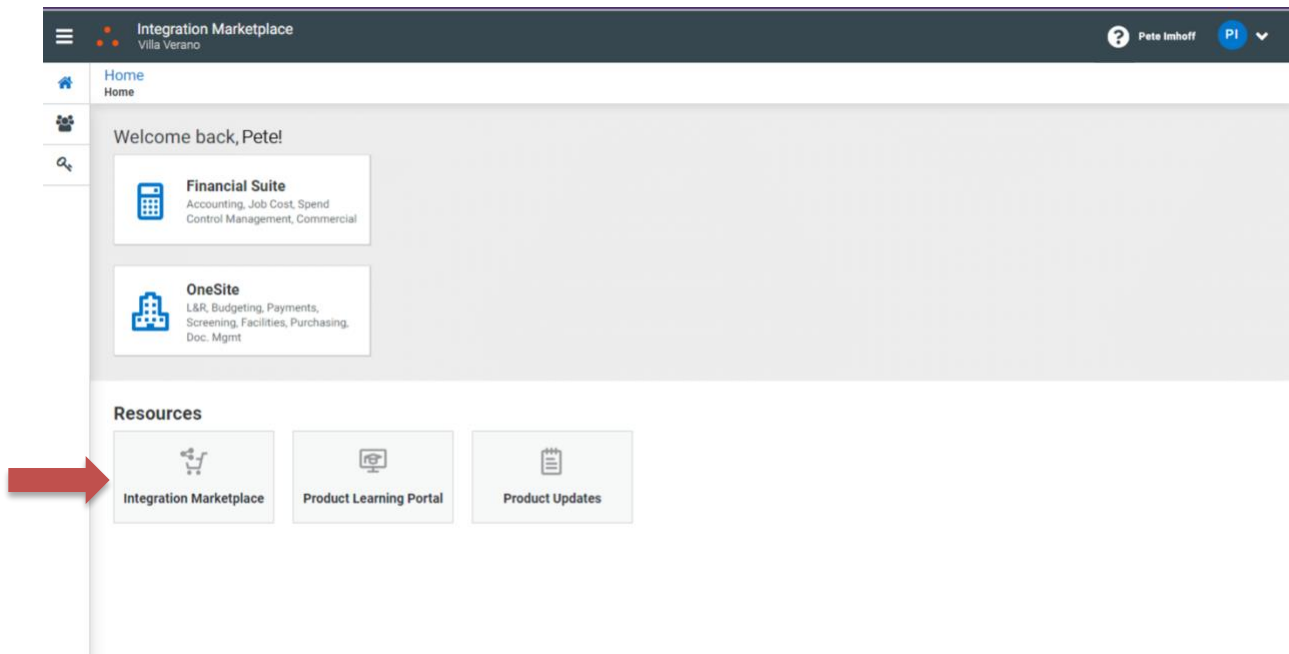 Integration Marketplace
Villa Verano
? Pete Imhoff PI
Home
Home
Welcome back, Pete!
Financial Suite
Accounting, Job Cost, Spend
Control Management, Commercial
OneSite
L&R, Budgeting, Payments,
Screening, Facilities, Purchasing,
Doc. Mgmt
Resources
Integration Marketplace
Product Learning Portal
Product Updates